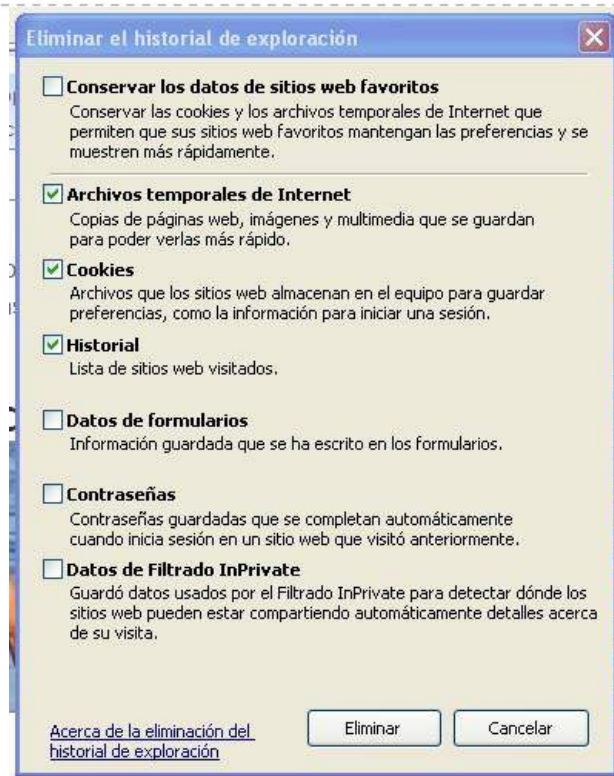 Eliminar el historial de exploración
Conservar los datos de sitios web favoritos
Conservar las cookies y los archivos temporales de Internet que
permiten que sus sitios web favoritos mantengan las preferencias y se
muestren más rápidamente.
Archivos temporales de Internet
Copias de páginas web, imágenes y multimedia que se guardan
para poder verlas más rápido.
Cookies
Archivos que los sitios web almacenan en el equipo para guardar
preferencias, como la información para iniciar una sesión.
Historial
Lista de sitios web visitados.
Datos de formularios
Información guardada que se ha escrito en los formularios.
Contraseñas
Contraseñas guardadas que se completan automáticamente
cuando inicia sesión en un sitio web que visitó anteriormente.
Datos de Filtrado InPrivate
Guardó datos usados por el Filtrado InPrivate para detectar dónde los
sitios web pueden estar compartiendo automáticamente detalles acerca
de su visita.
Acerca de la eliminación del
historial de exploración
Eliminar
Cancelar